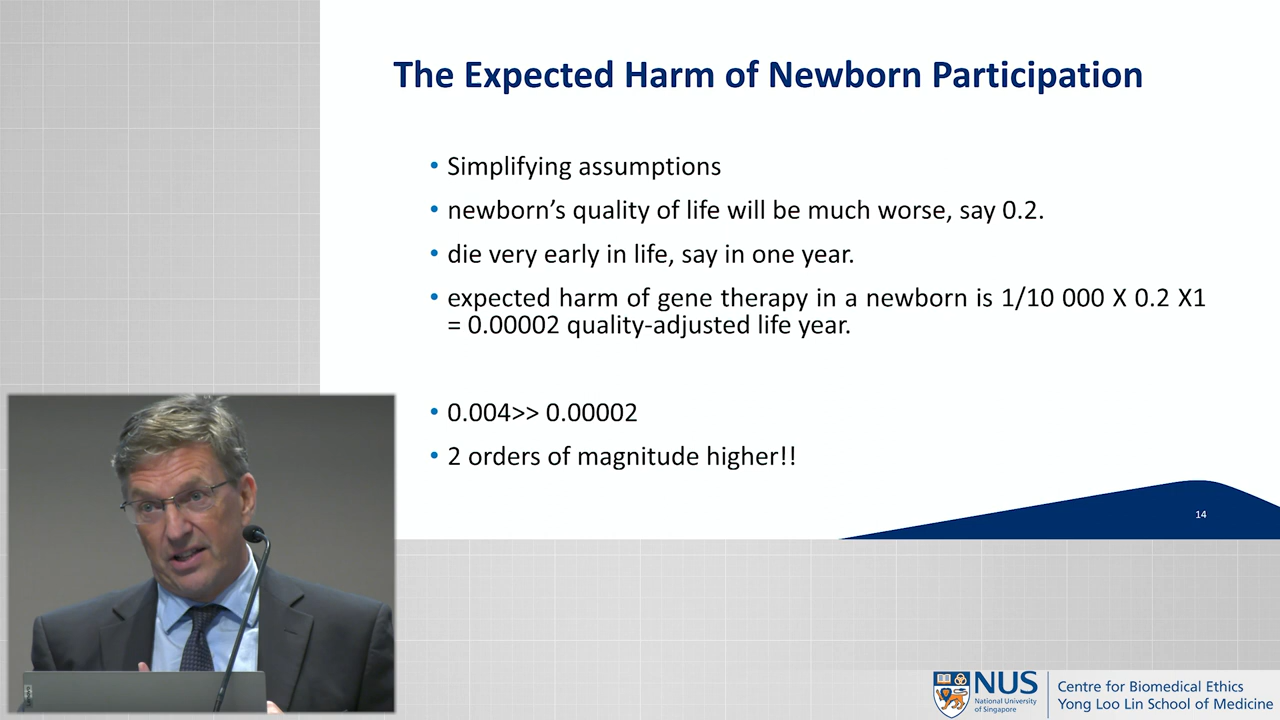 The Expected Harm of Newborn Participation
• Simplifying assumptions
• newborn’s quality of life will be much worse, say 0.2.
• die very early in life, say in one year.
• expected harm of gene therapy in a newborn is 1/10 000 X 0.2 X1
= 0.00002 quality-adjusted life year.
• 0.004>> 0.00002
• 2 orders of magnitude higher!!
14
NUS
National University
of Singapore
Centre for Biomedical Ethics
Yong Loo Lin School of Medicine